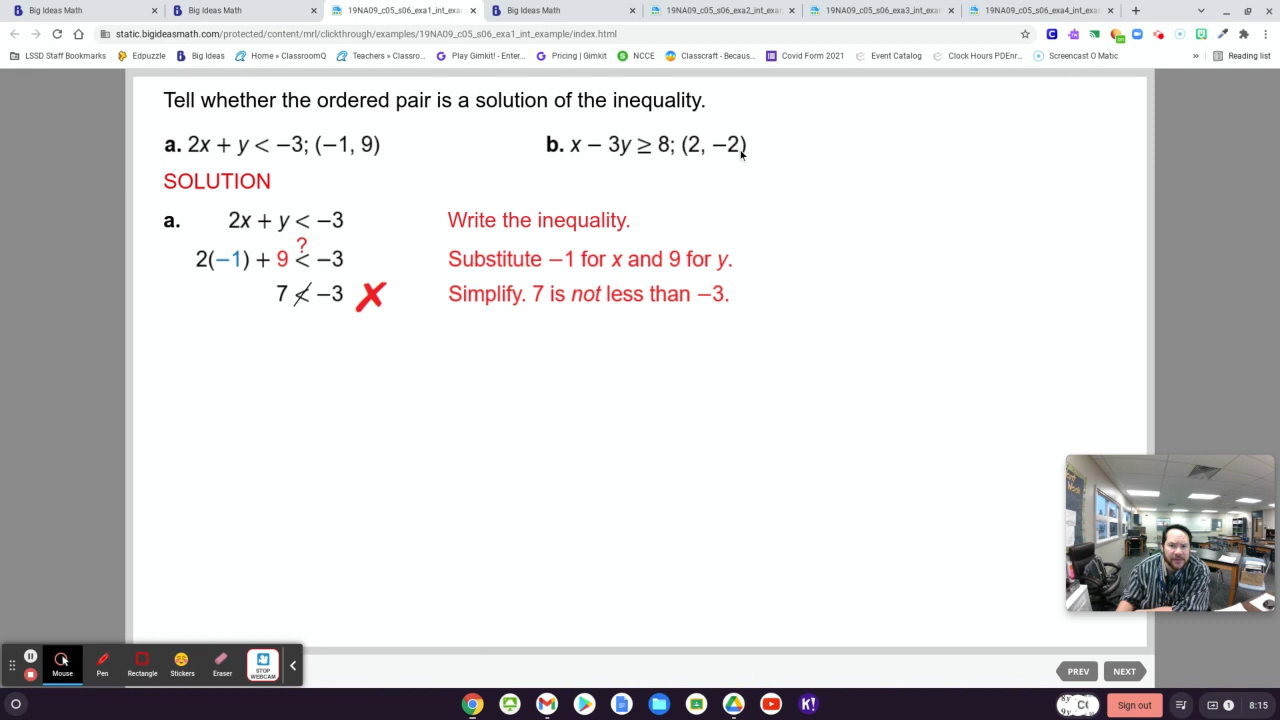 Big Ideas Math
Big Ideas Math
19NA09_c05_s06_exa1_int_exam
Big Ideas Math
19NA09_c05_s06_exa2_int_exam
19NA09_c05_s06_exa3_int_exam
19NA09_c05_s06_exa4_int_exam
static.bigideasmath.com/protected/content/mrl/clickthrough/examples/19NA09_c05_s06_exa1_int_example/index.html
LSSD Staff Bookmarks
Edpuzzle
Big Ideas
Home » ClassroomQ
Teachers » Classro...
Play Gimkit! - Enter...
Pricing | Gimkit
NCCE
Classcraft - Becaus...
Covid Form 2021
Event Catalog
Clock Hours PDEnr...
Screencast O Matic
»
Reading list
Tell whether the ordered pair is a solution of the inequality.
a. 2x + y < −3; (−1, 9)
b. x − 3y ≥ 8; (2, −2)
SOLUTION
a. 2x + y < −3 Write the inequality.
?
2(−1) + 9 < −3 Substitute −1 for x and 9 for y.
7 ≮ −3 ✗ Simplify. 7 is not less than −3.
Mouse
Pen
Rectangle
Stickers
Eraser
STOP
WEBCAM
PREV
NEXT
K!
Sign out
1
8:15